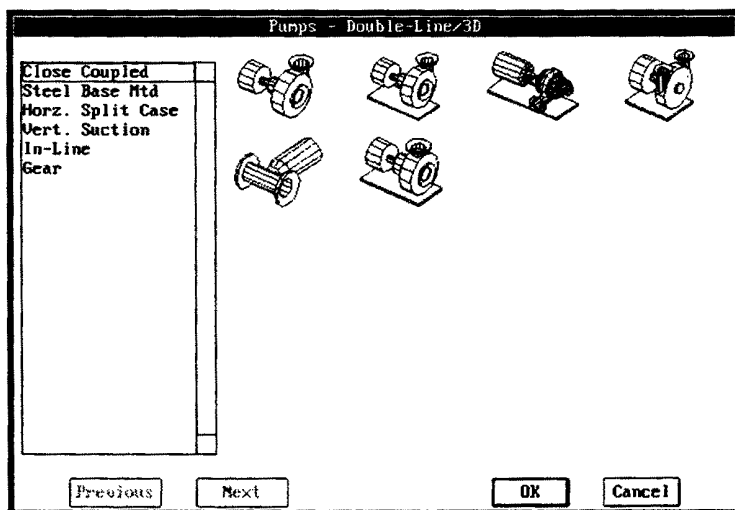 Pumps - Double-Line/3D
Close Coupled
Steel Base Mtd
Horz. Split Case
Vert. Suction
In-Line
Gear
Previous
Next
OK
Cancel